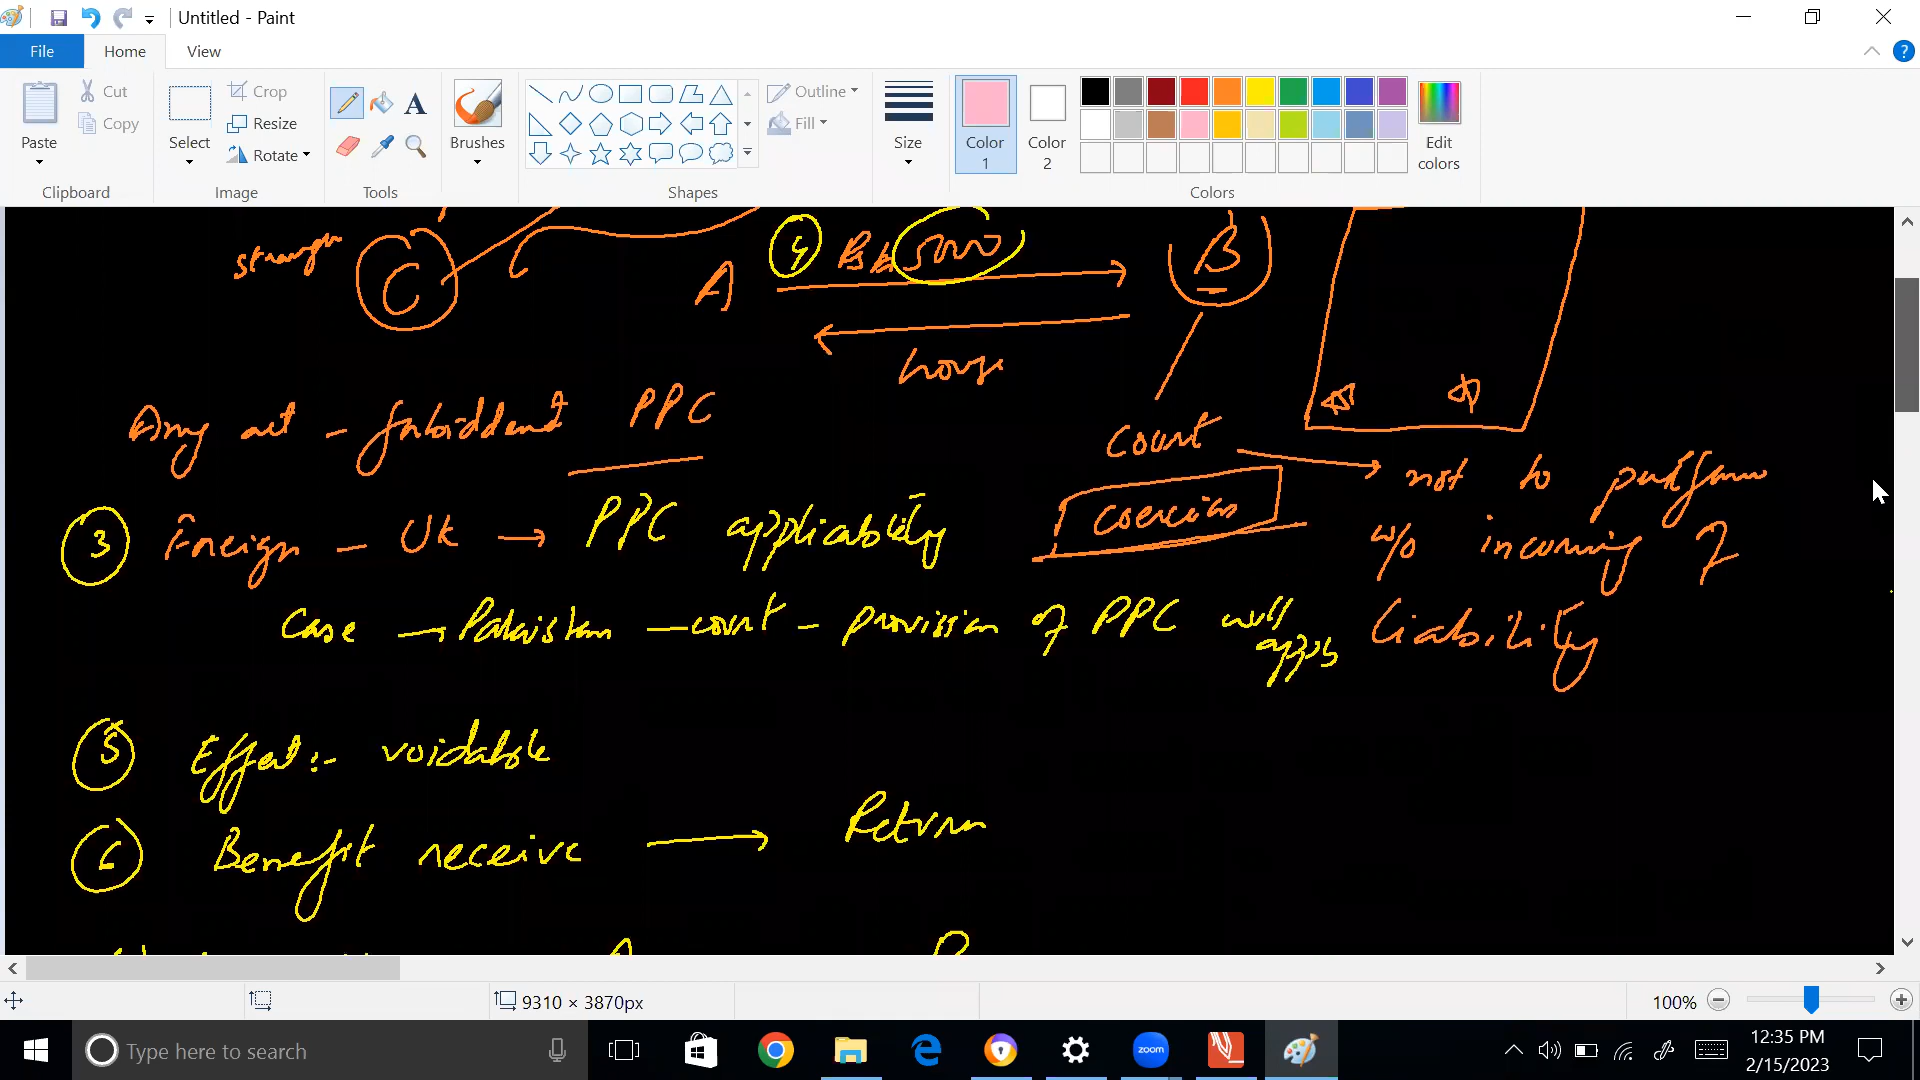 Untitled - Paint
File Home View
Paste Cut Copy
Select Crop Resize Rotate
Brushes
Outline Fill
Size
Color 1 Color 2
Edit colors
Clipboard Image Tools Shapes Colors
C A 4 5000 B
Any act - PPC
court
not to
coercion
3 Foreign - UK → PPC applicability
w/o incurring
Case → Pakistan - court - provision of PPC will apply
liability
5 Effect:- voidable
6 Benefit receive → Return
9310 × 3870px
100%
Type here to search
zoom
12:35 PM
2/15/2023